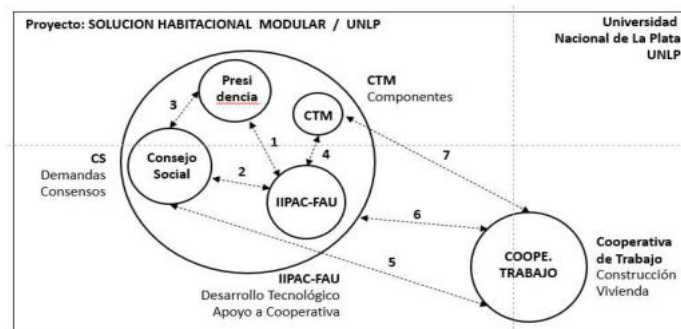 Proyecto: SOLUCION HABITACIONAL MODULAR / UNLP
Universidad
Nacional de La Plata
UNLP
Presi
dencia
CTM
Componentes
CTM
3
1
4
7
CS
Demandas
Consensos
Consejo
Social
2
IIPAC-FAU
6
5
COOPE.
TRABAJO
Cooperativa
de Trabajo
Construcción
Vivienda
IIPAC-FAU
Desarrollo Tecnológico
Apoyo a Cooperativa